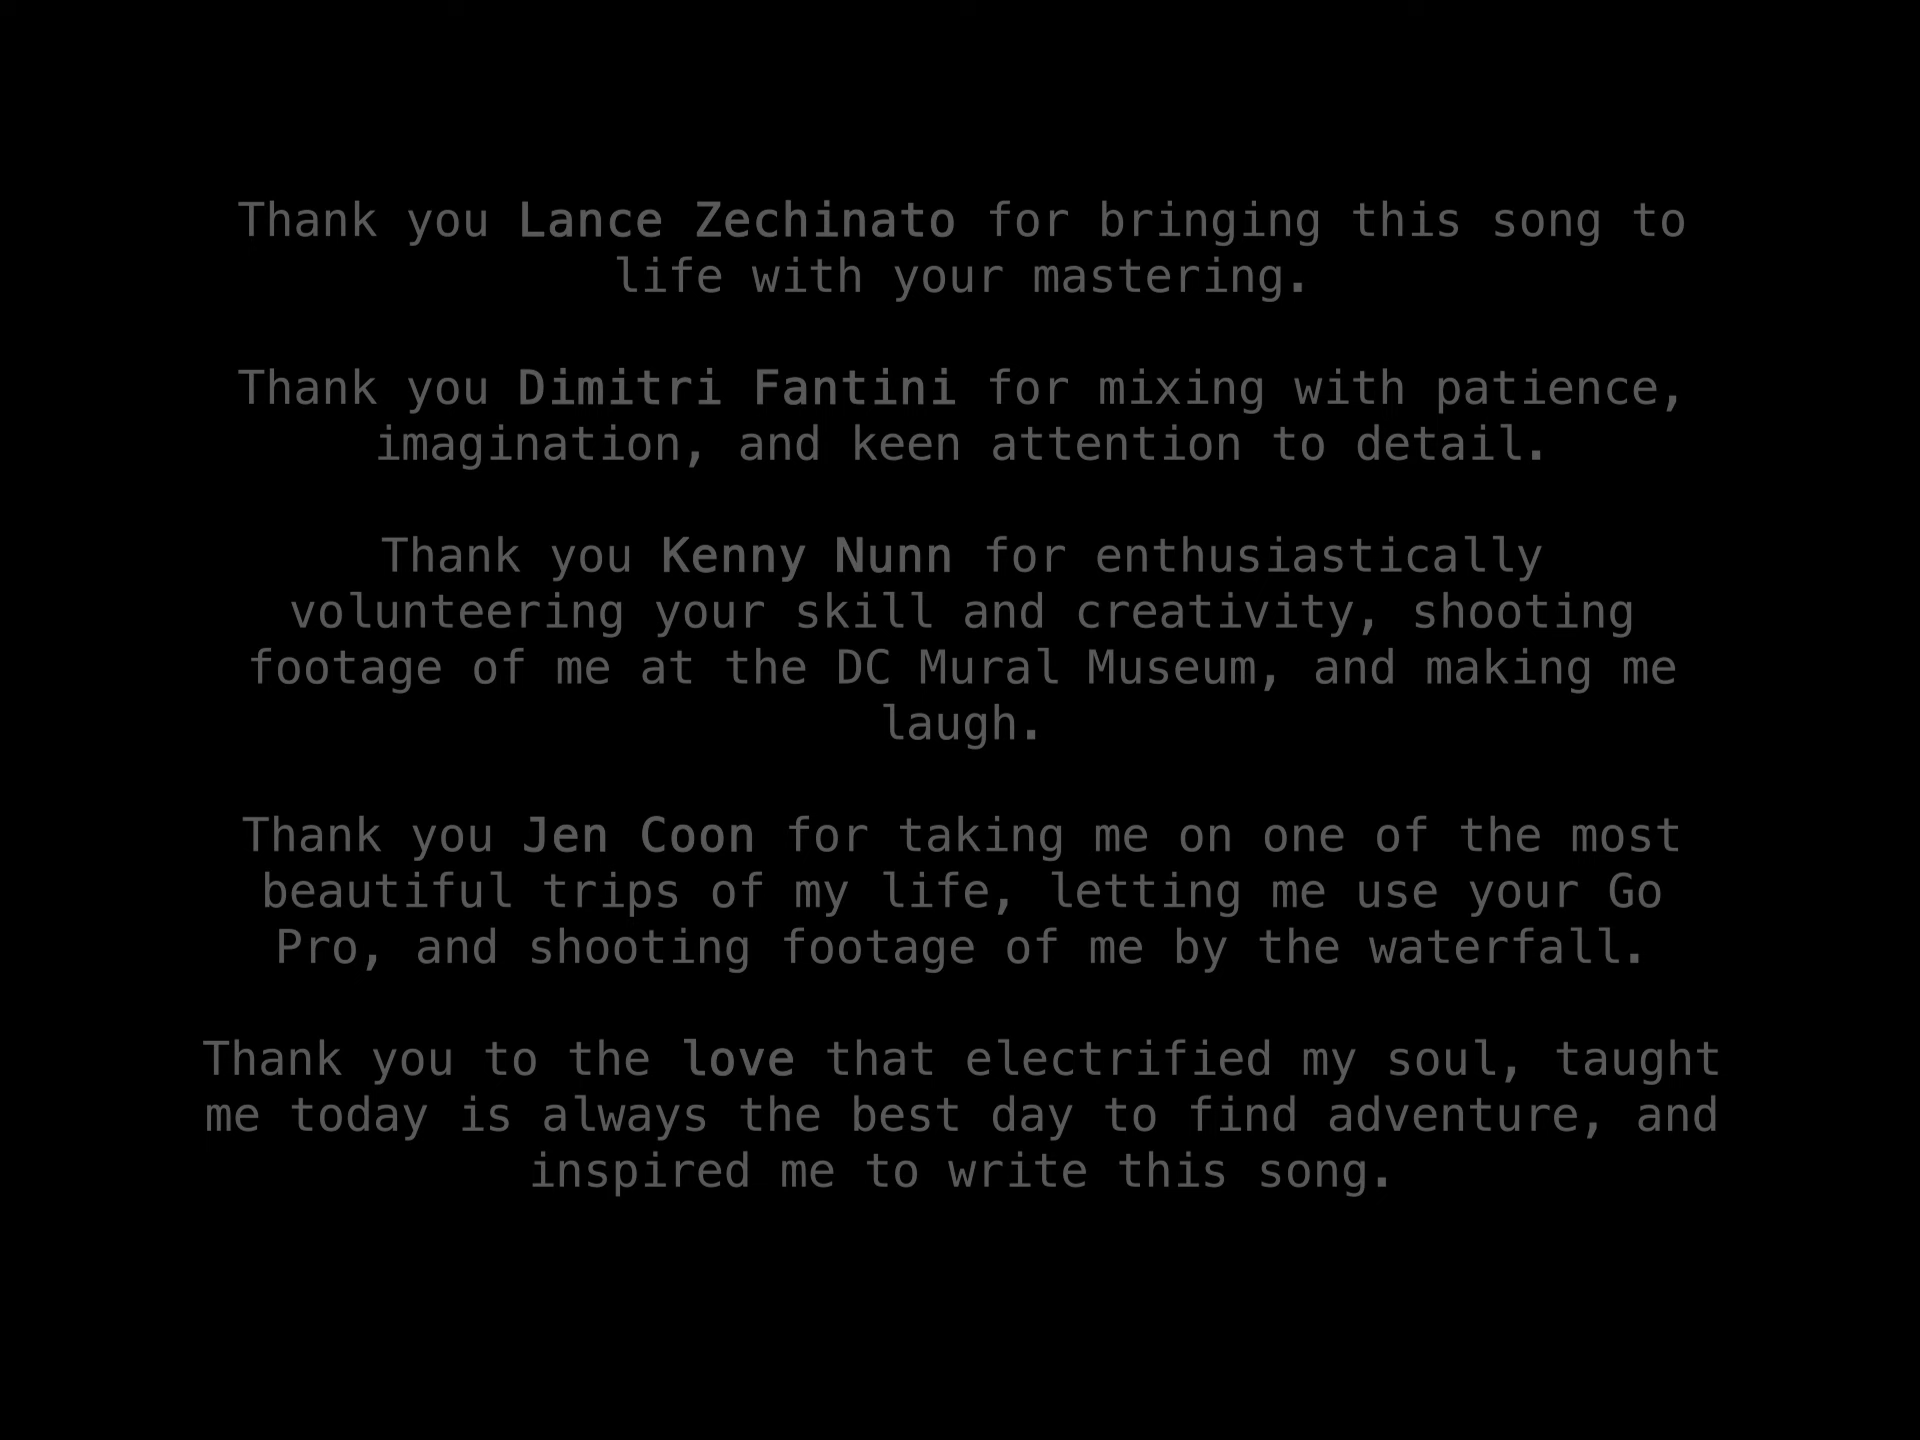 Thank you Lance Zechinato for bringing this song to
life with your mastering.
Thank you Dimitri Fantini for mixing with patience,
imagination, and keen attention to detail.
Thank you Kenny Nunn for enthusiastically
volunteering your skill and creativity, shooting
footage of me at the DC Mural Museum, and making me
laugh.
Thank you Jen Coon for taking me on one of the most
beautiful trips of my life, letting me use your Go
Pro, and shooting footage of me by the waterfall.
Thank you to the love that electrified my soul, taught
me today is always the best day to find adventure, and
inspired me to write this song.